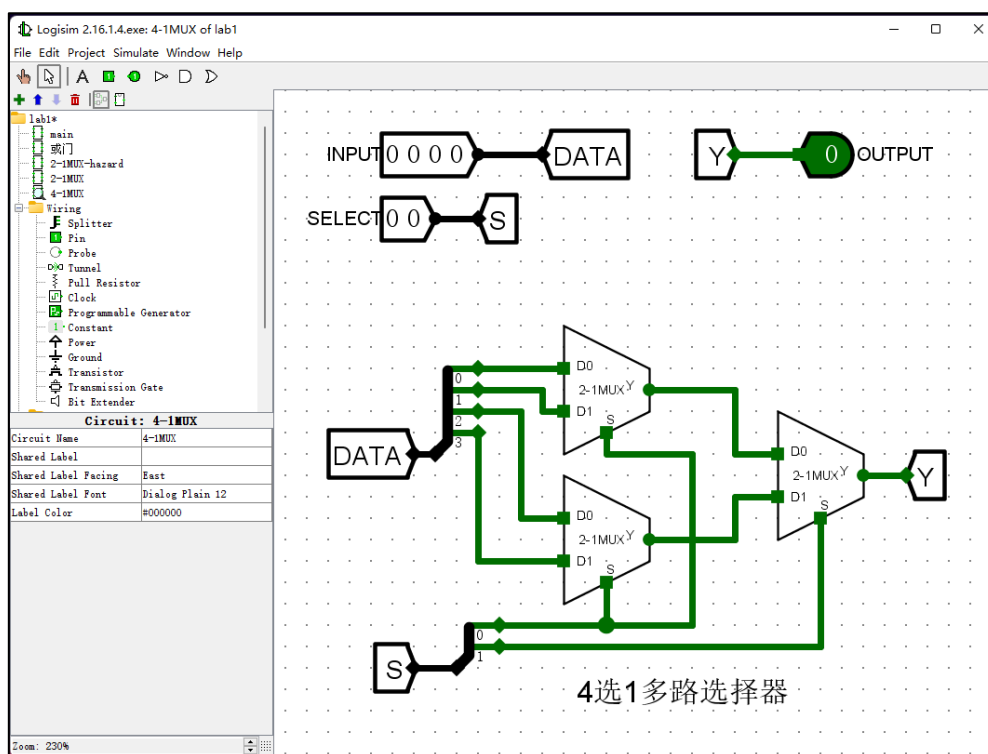 Logisim 2.16.1.4.exe: 4-1MUX of lab1
File Edit Project Simulate Window Help
A
lab1*
main
或门
2-1MUX-hazard
2-1MUX
4-1MUX
Wiring
Splitter
Pin
Probe
Tunnel
Pull Resistor
Clock
Programmable Generator
1 Constant
Power
Ground
Transistor
Transmission Gate
Bit Extender
Circuit: 4-1MUX
Circuit Name 4-1MUX
Shared Label
Shared Label Facing East
Shared Label Font Dialog Plain 12
Label Color #000000
Zoom: 230%
INPUT 0 0 0 0 DATA
Y 0 OUTPUT
SELECT 0 0 S
DATA
0
1
2
3
D0
2-1MUX Y
D1
S
D0
2-1MUX Y
D1
S
D0
2-1MUX Y
D1
S
Y
S
0
1
4选1多路选择器